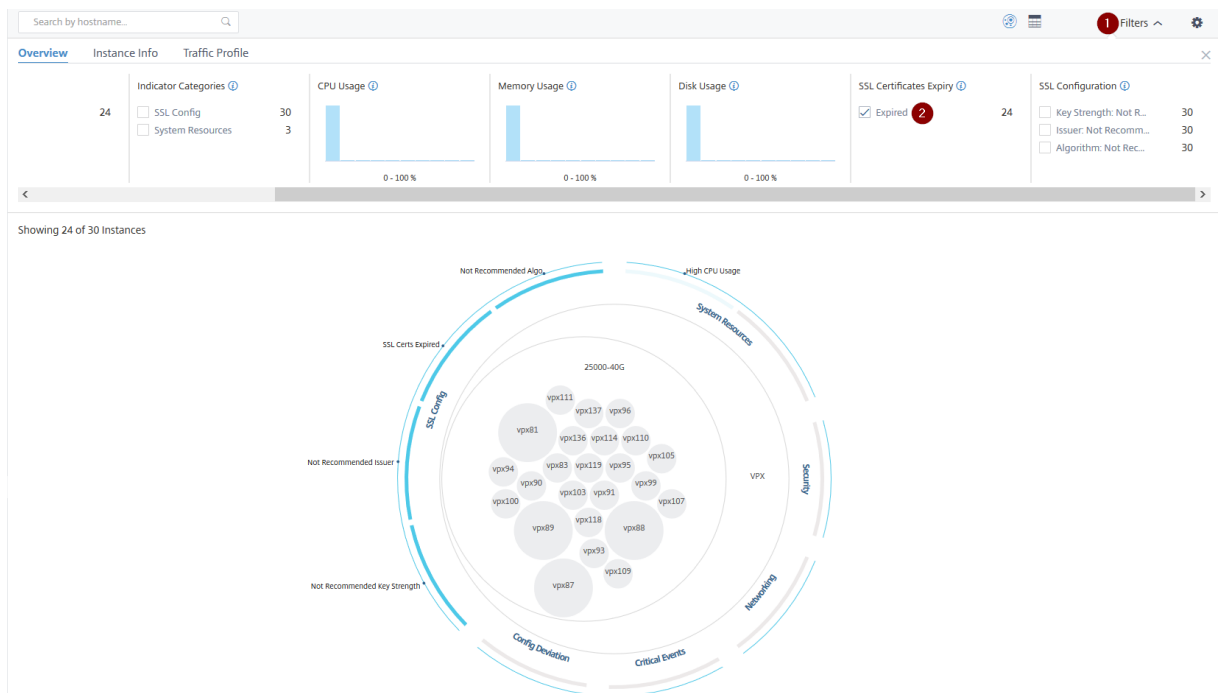 Search by hostname...
1 Filters
Overview Instance Info Traffic Profile
Indicator Categories CPU Usage Memory Usage Disk Usage SSL Certificates Expiry SSL Configuration
24 SSL Config 30 Expired 2 24 Key Strength: Not R... 30
System Resources 3 Issuer: Not Recomm... 30
Algorithm: Not Rec... 30
0 - 100 % 0 - 100 % 0 - 100 %
Showing 24 of 30 Instances
Not Recommended Algo. High CPU Usage
System Resources
SSL Certs Expired
25000-40G
SSL Config
vpx111
vpx137 vpx96
vpx81
vpx136 vpx114 vpx110
vpx105
Not Recommended Issuer
vpx94 vpx83 vpx119 vpx95
VPX
Security
vpx90 vpx99
vpx103 vpx91
vpx100 vpx107
vpx118
vpx89 vpx88
vpx93
vpx109
Not Recommended Key Strength
vpx87
Networking
Config Deviation
Critical Events